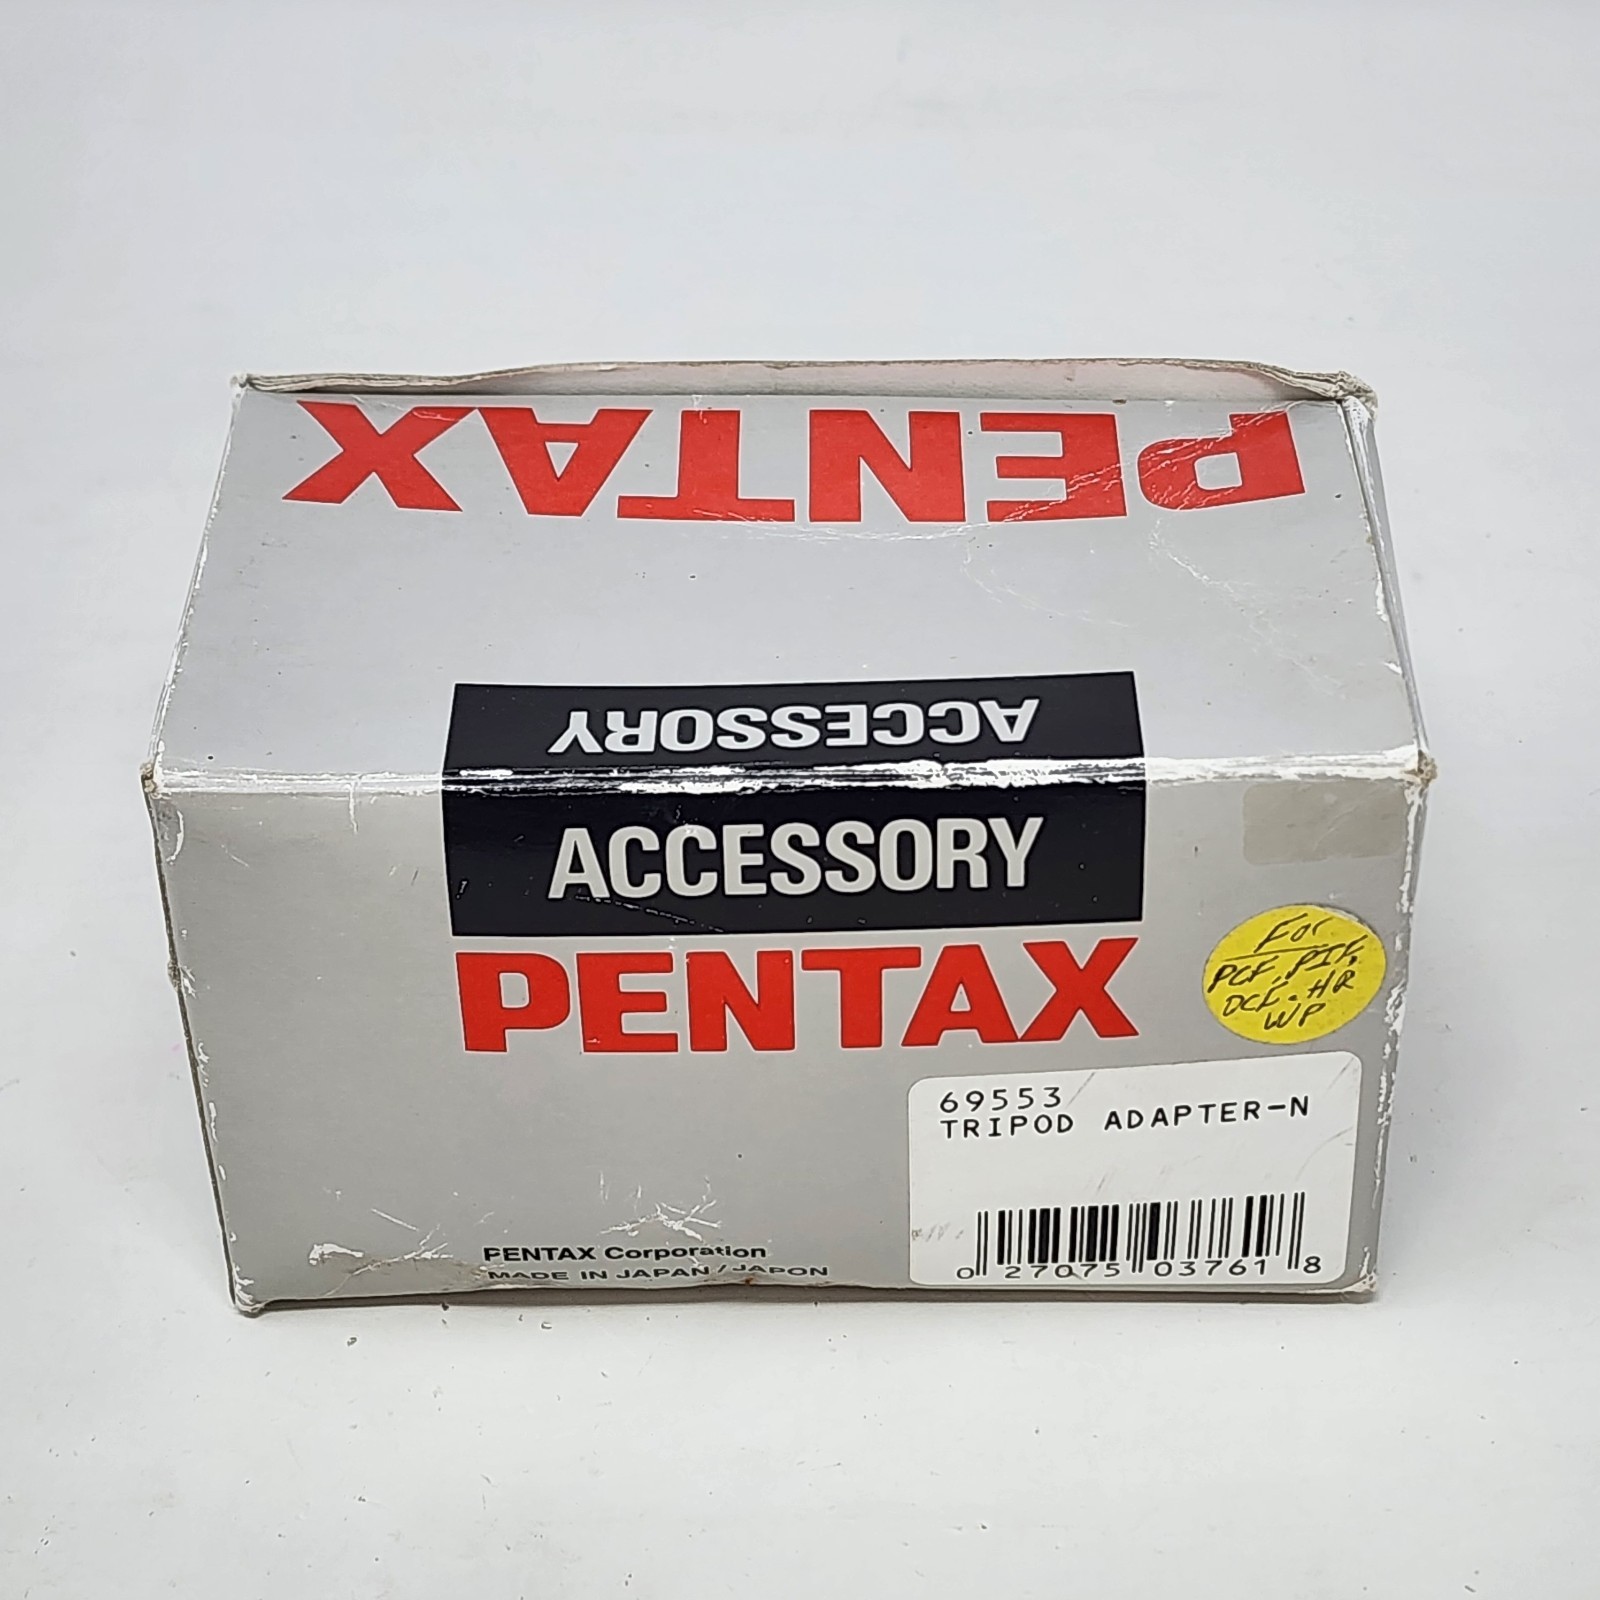 PENTAX
ACCESSORY
ACCESSORY
PENTAX
For
PCF, PIF,
DCF. HR
WP
69553
TRIPOD ADAPTER-N
0 27075 03761 8
PENTAX Corporation
MADE IN JAPAN / JAPON